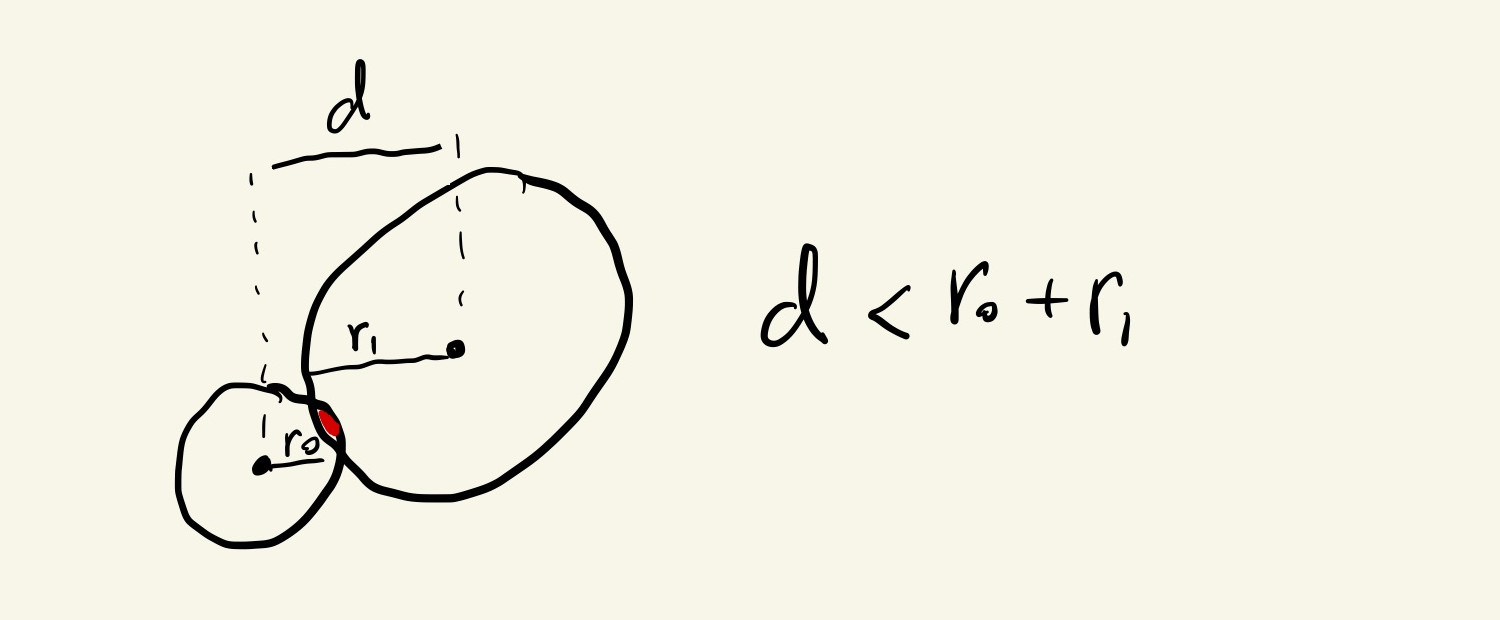 d
r₁
r₀
d < r₀ + r₁